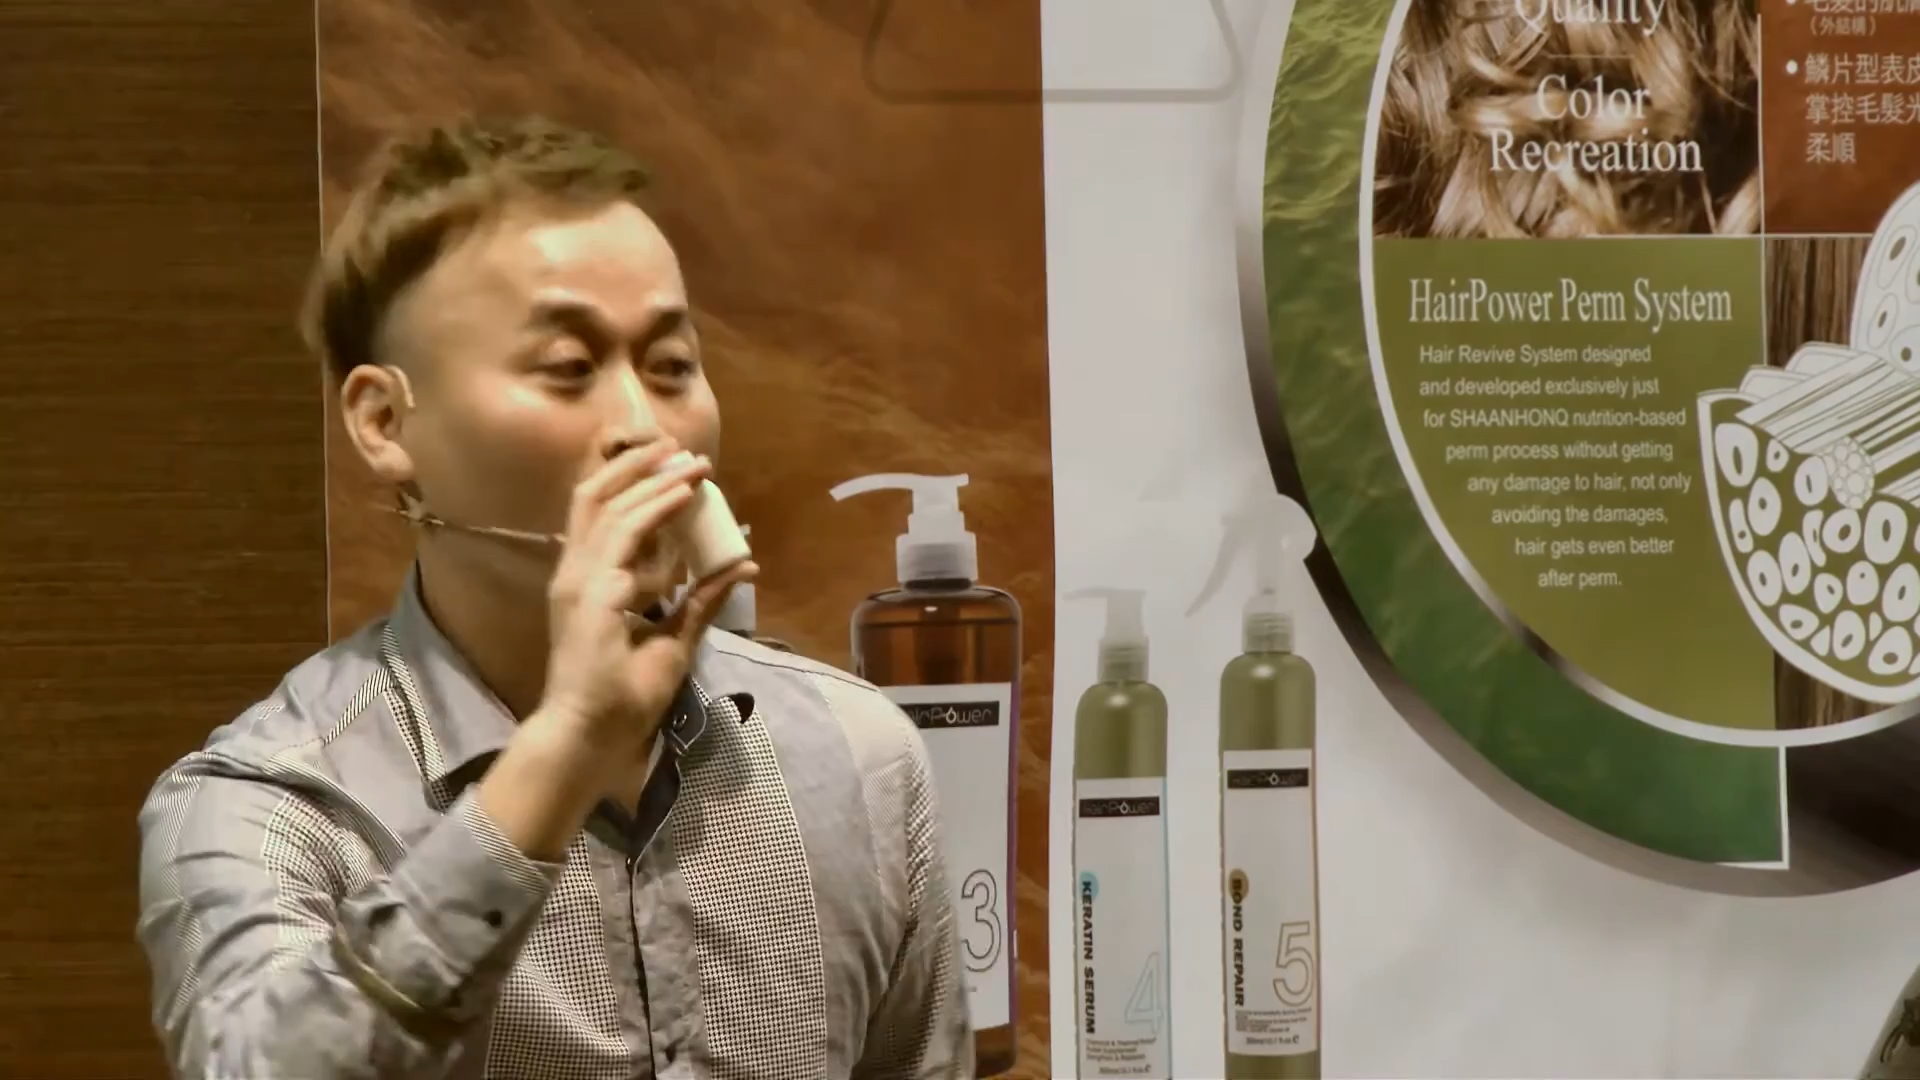 Quality
Color
Recreation
（外結構）
鱗片型表皮
掌控毛髮光
柔順
HairPower Perm System
Hair Revive System designed
and developed exclusively just
for SHAANHONQ nutrition-based
perm process without getting
any damage to hair, not only
avoiding the damages,
hair gets even better
after perm.
HairPower
3
HairPower
KERATIN SERUM
4
HairPower
BOND REPAIR
5